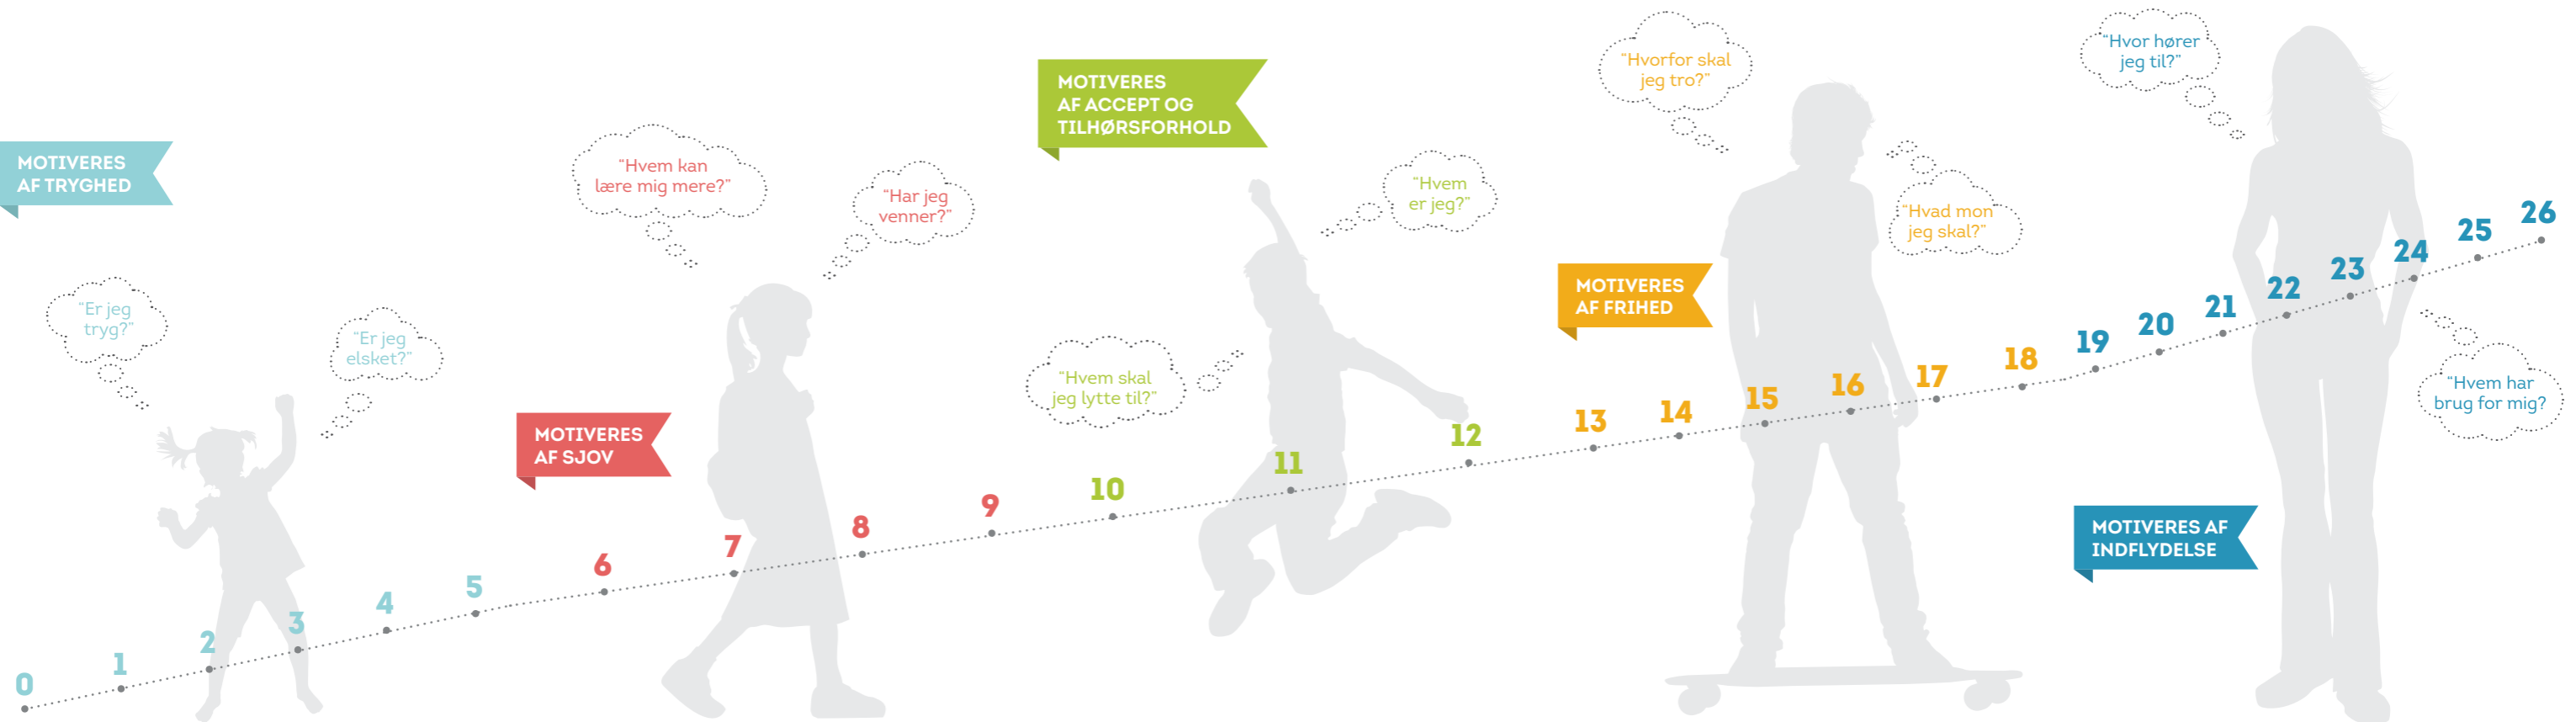 MOTIVERES
AF TRYGHED
“Er jeg
tryg?”
“Er jeg
elsket?”
0
1
2
3
4
5
MOTIVERES
AF SJOV
“Hvem kan
lære mig mere?”
“Har jeg
venner?”
6
7
8
9
MOTIVERES
AF ACCEPT OG
TILHØRSFORHOLD
“Hvem skal
jeg lytte til?”
“Hvem
er jeg?”
10
11
12
MOTIVERES
AF FRIHED
“Hvorfor skal
jeg tro?”
“Hvad mon
jeg skal?”
13
14
15
16
17
18
MOTIVERES AF
INDFLYDELSE
“Hvor hører
jeg til?”
“Hvem har
brug for mig?
19
20
21
22
23
24
25
26